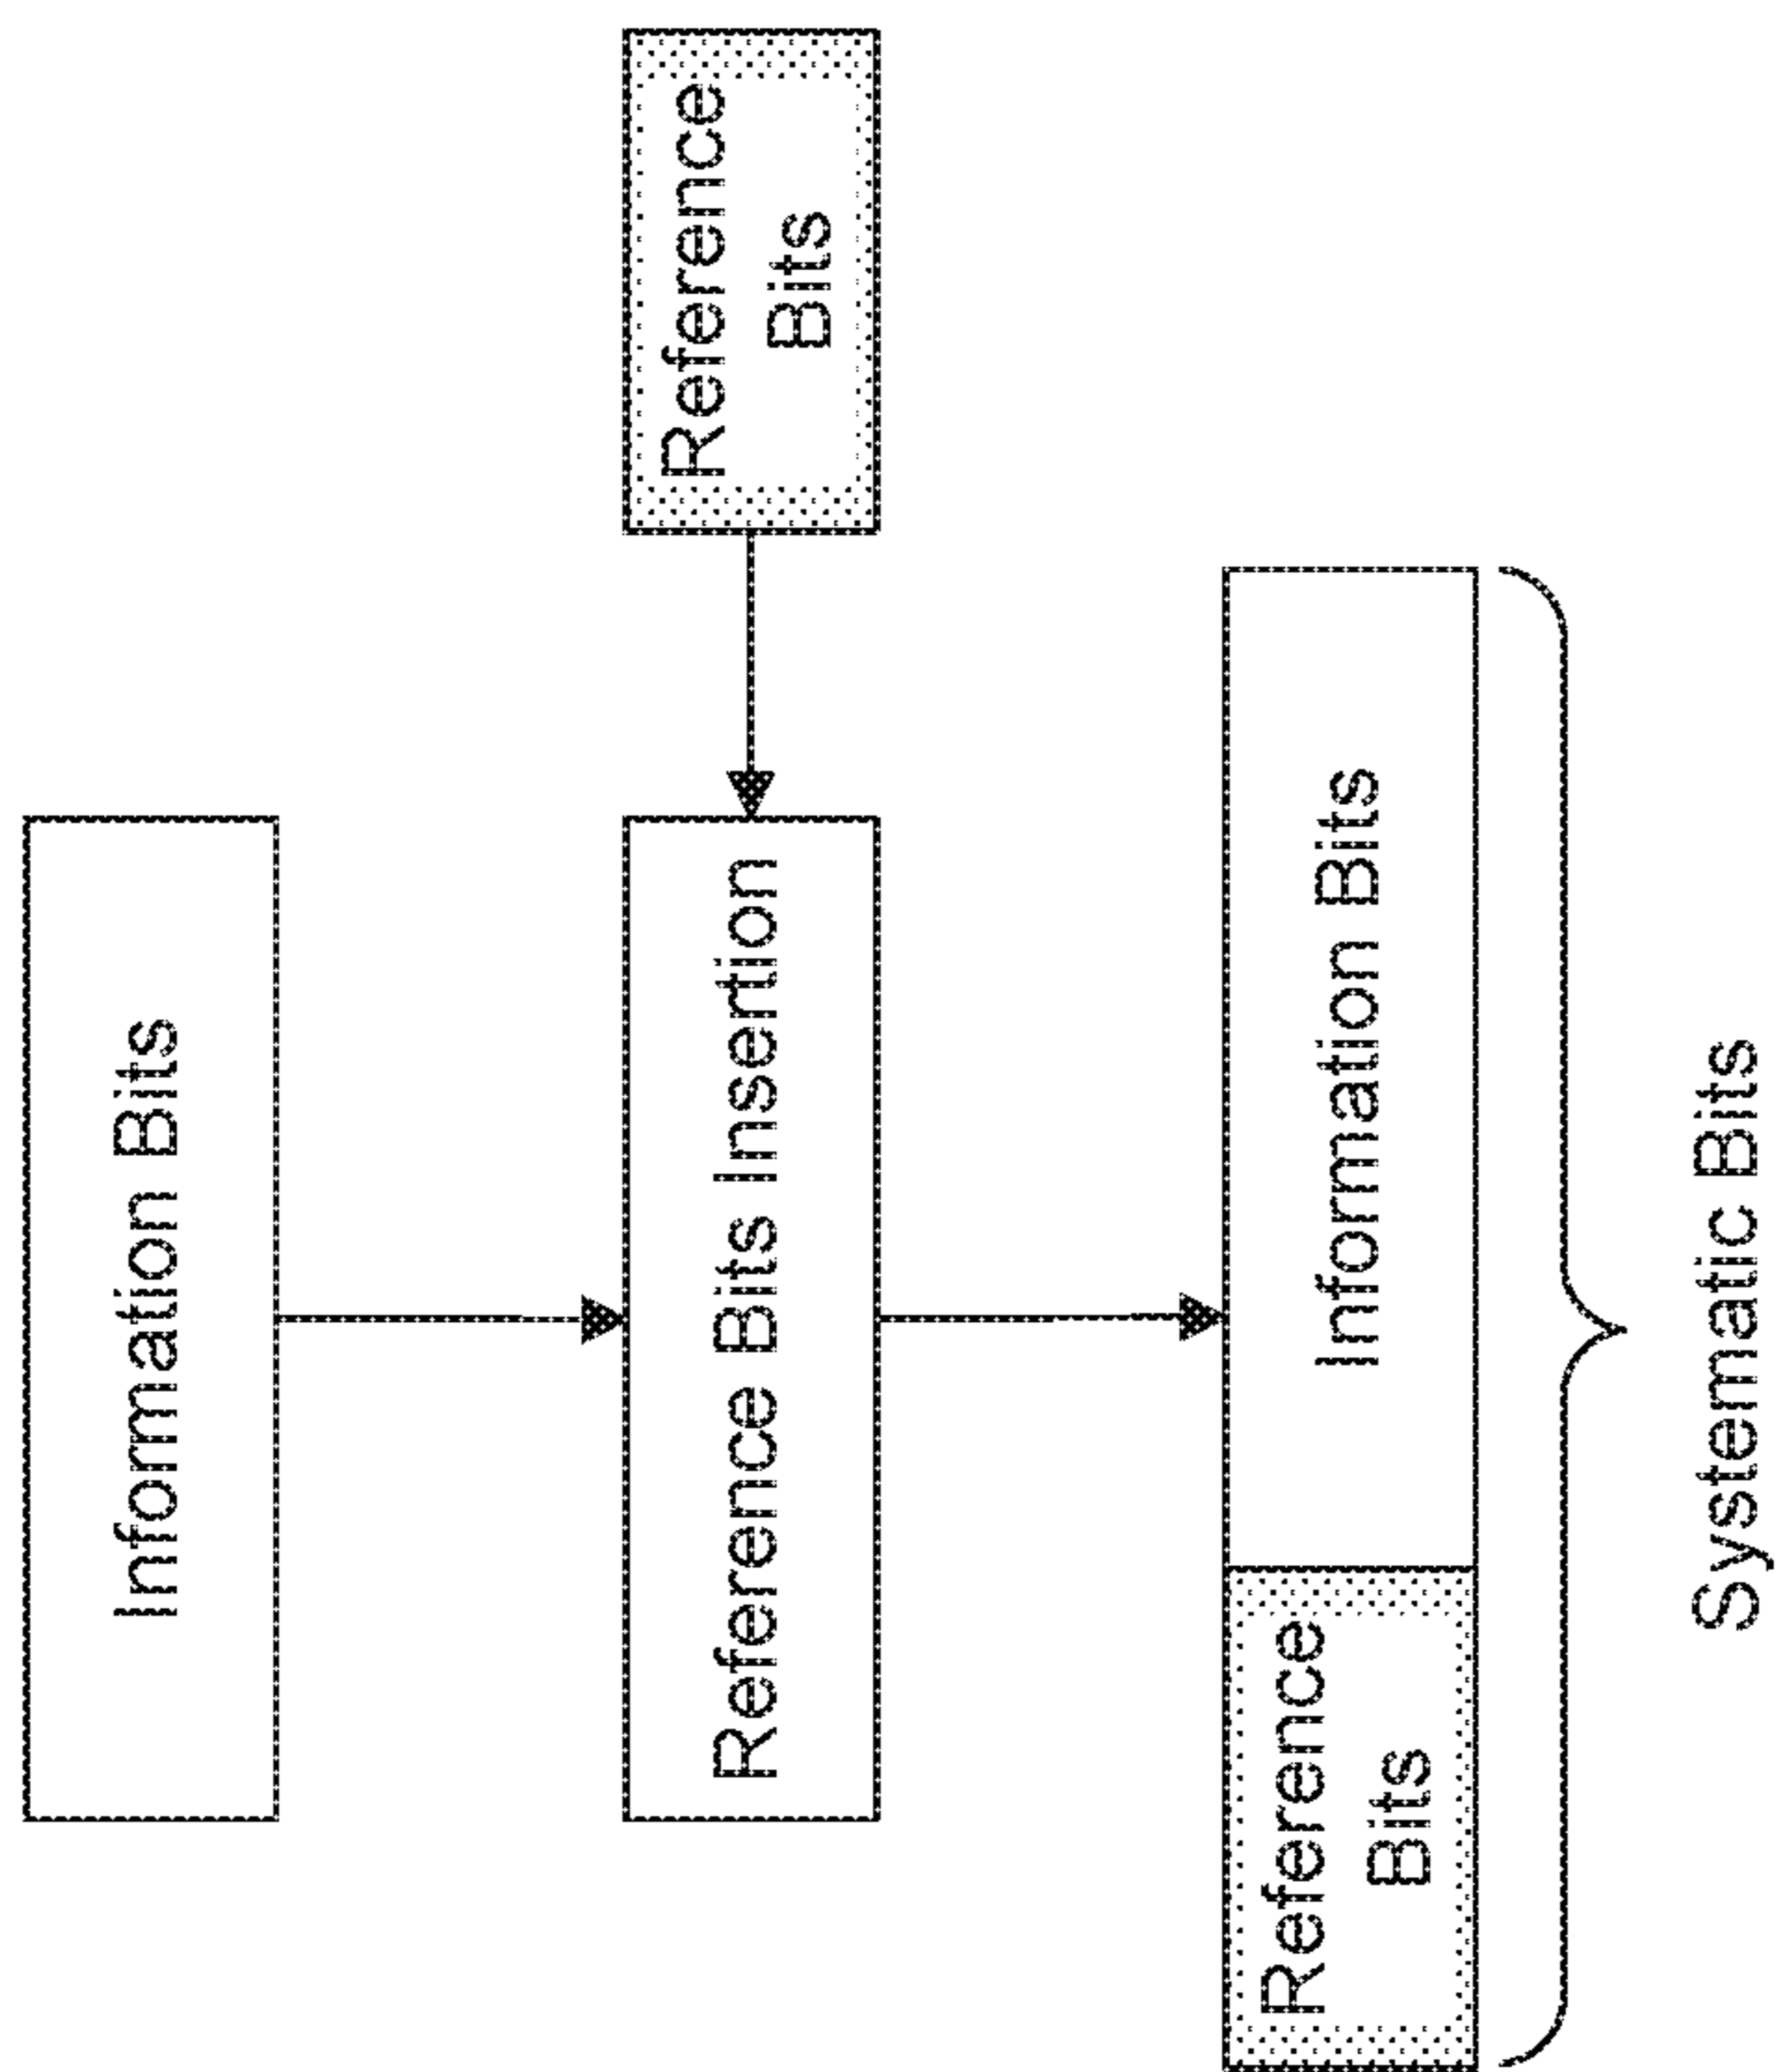 Information Bits
Reference Bits Insertion
Reference
Bits
Reference
Bits
Information Bits
Systematic Bits